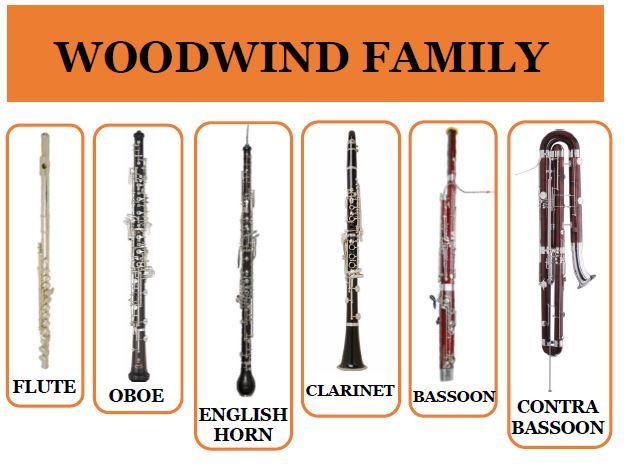 WOODWIND FAMILY
FLUTE
OBOE
ENGLISH
HORN
CLARINET
BASSOON
CONTRA
BASSOON